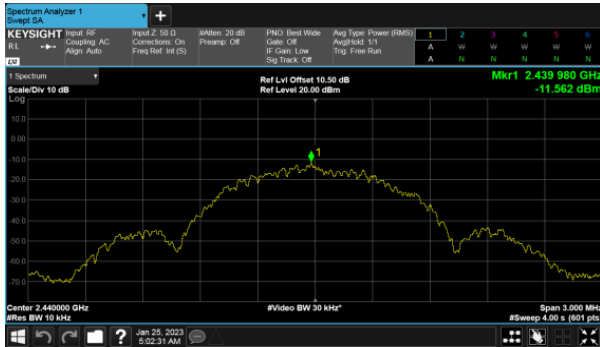 Spectrum Analyzer 1
Swept SA
+
KEYSIGHT Input: RF Input Z: 50 Ω #Atten: 20 dB PNO: Best Wide Avg Type: Power (RMS) 1 2 3 4 5 6
RL Coupling: AC Corrections: On Preamp: Off Gate: Off Avg|Hold: 1/1 A W W W W W
Align: Auto Freq Ref: Int (S) IF Gain: Low Trig: Free Run
LXI Sig Track: Off A N N N N N
1 Spectrum Ref Lvl Offset 10.50 dB Mkr1 2.439 980 GHz
Scale/Div 10 dB Ref Level 20.00 dBm -11.562 dBm
Log
10.0
0.00
1
-10.0
-20.0
-30.0
-40.0
-50.0
-60.0
-70.0
Center 2.440000 GHz #Video BW 30 kHz* Span 3.000 MHz
#Res BW 10 kHz #Sweep 4.00 s (601 pts
? Jan 25, 2023
5:02:31 AM